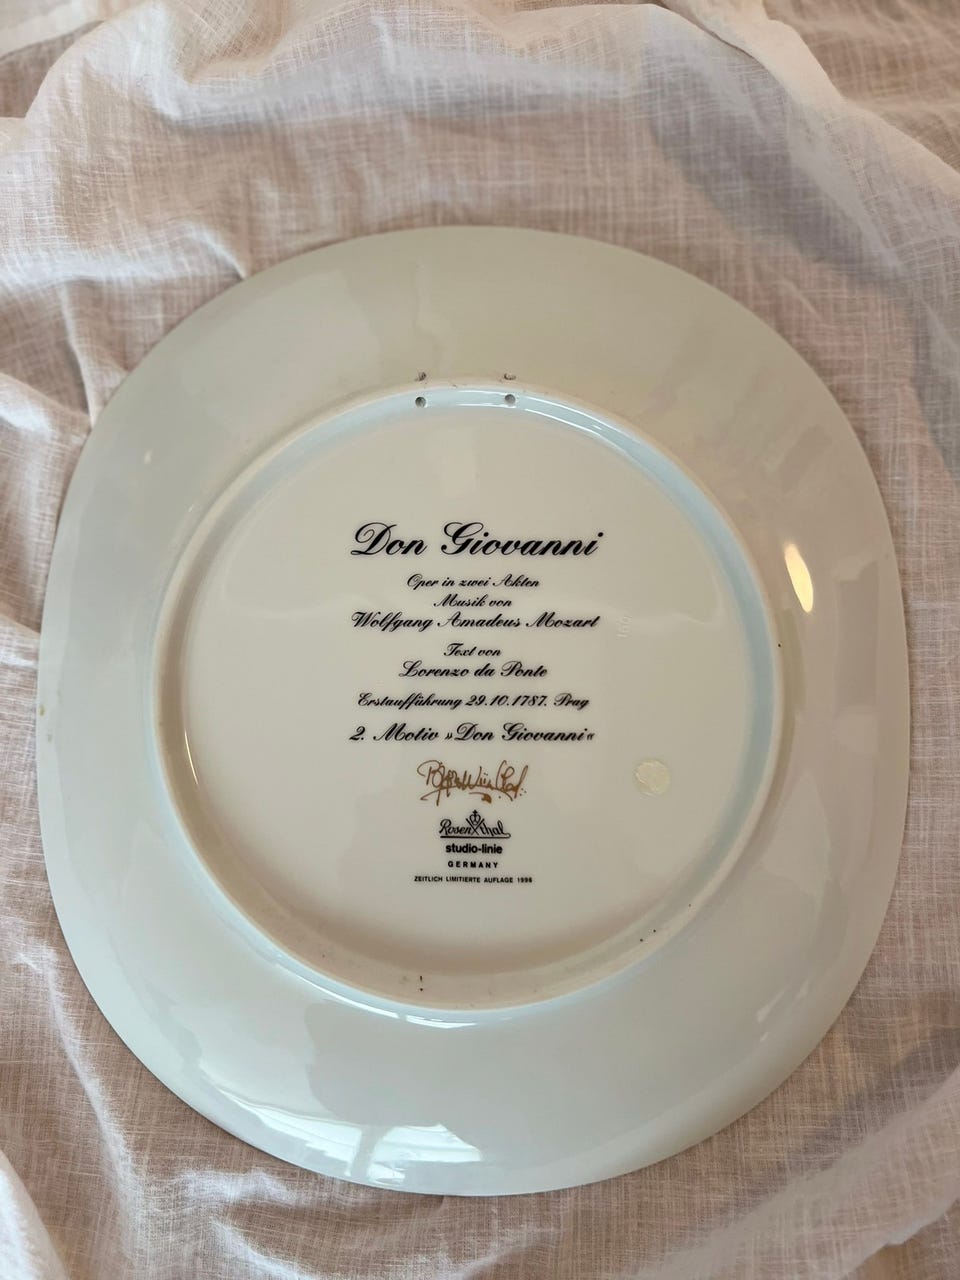 Don Giovanni
Oper in zwei Akten
Musik von
Wolfgang Amadeus Mozart
Text von
Lorenzo da Ponte
Erstaufführung 29.10.1787. Prag
2. Motiv »Don Giovanni«
Rosenthal
studio-linie
GERMANY
ZEITLICH LIMITIERTE AUFLAGE 1996